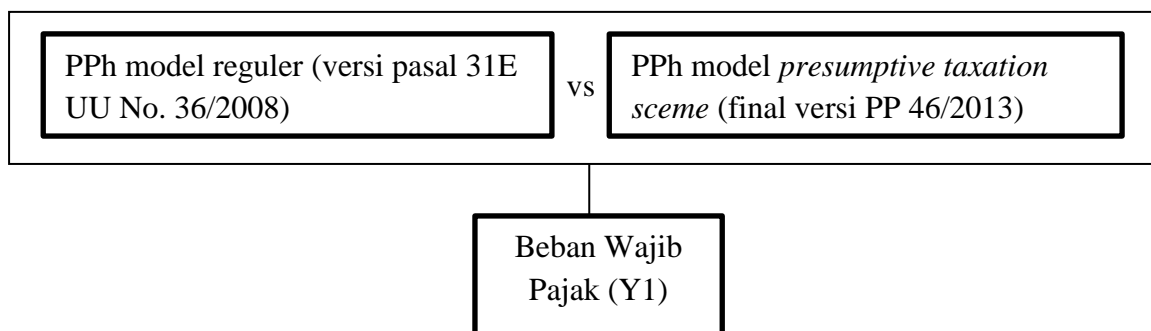 PPh model reguler (versi pasal 31E
UU No. 36/2008)
vs
PPh model presumptive taxation
sceme (final versi PP 46/2013)
Beban Wajib
Pajak (Y1)